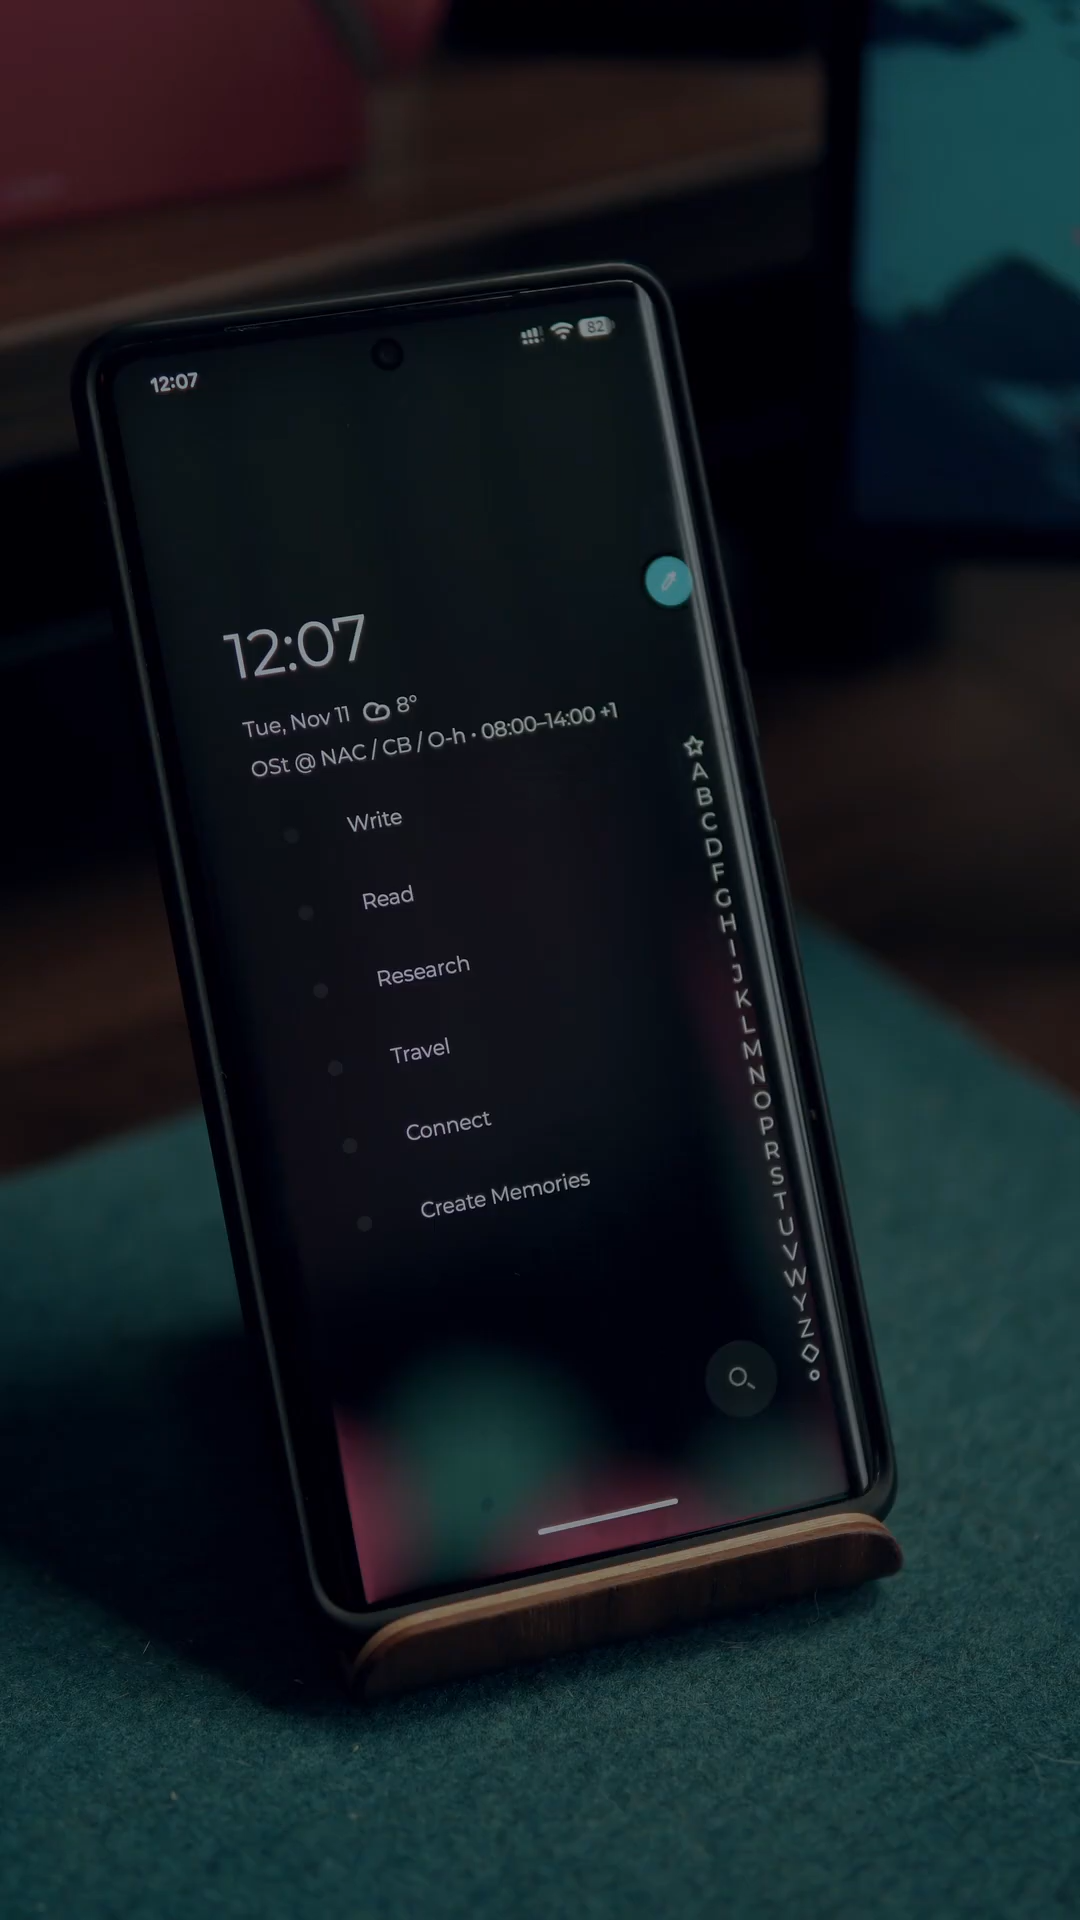 12:07
82
12:07
Tue, Nov 11 8°
OSt @ NAC / CB / O-h • 08:00–14:00 +1
Write
Read
Research
Travel
Connect
Create Memories
A
B
C
D
F
G
H
I
J
K
L
M
N
O
P
R
S
T
U
V
W
Y
Z